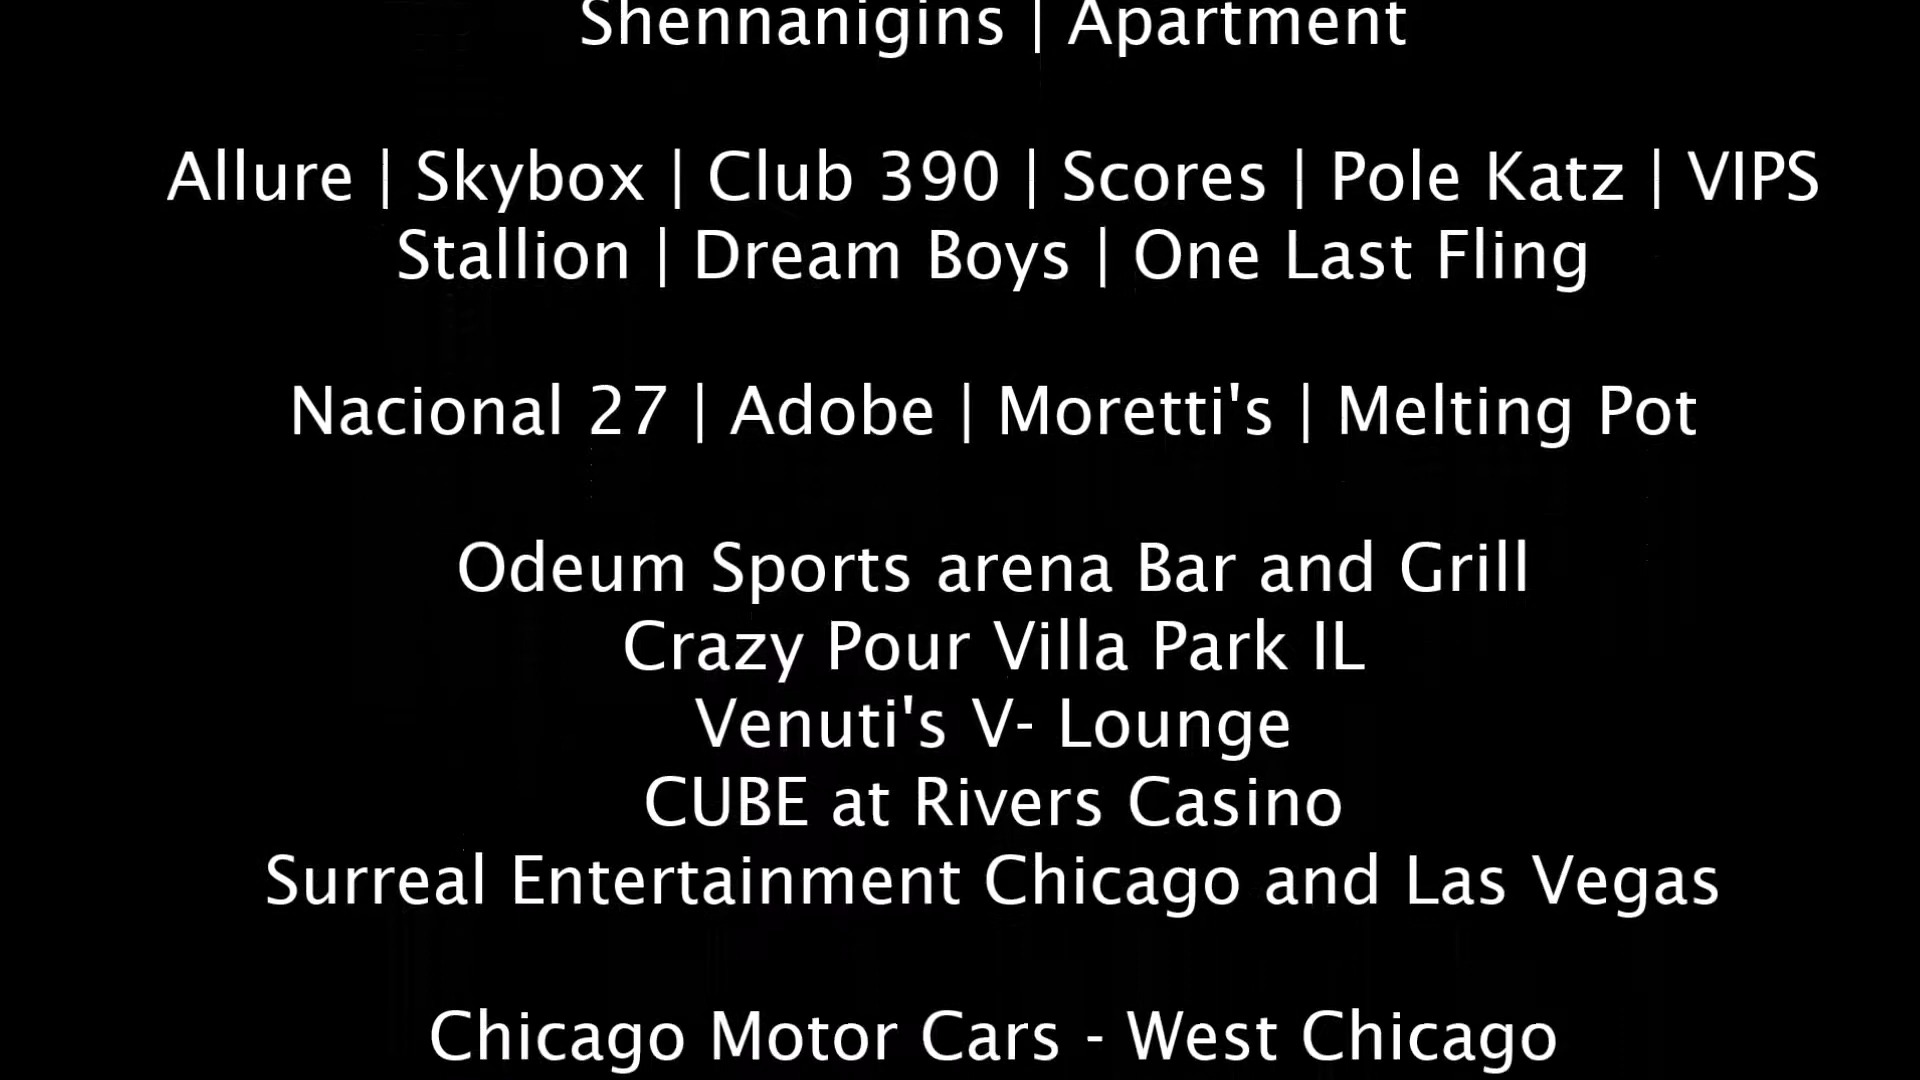 Shennanigins | Apartment
Allure | Skybox | Club 390 | Scores | Pole Katz | VIPS
Stallion | Dream Boys | One Last Fling
Nacional 27 | Adobe | Moretti's | Melting Pot
Odeum Sports arena Bar and Grill
Crazy Pour Villa Park IL
Venuti's V- Lounge
CUBE at Rivers Casino
Surreal Entertainment Chicago and Las Vegas
Chicago Motor Cars - West Chicago